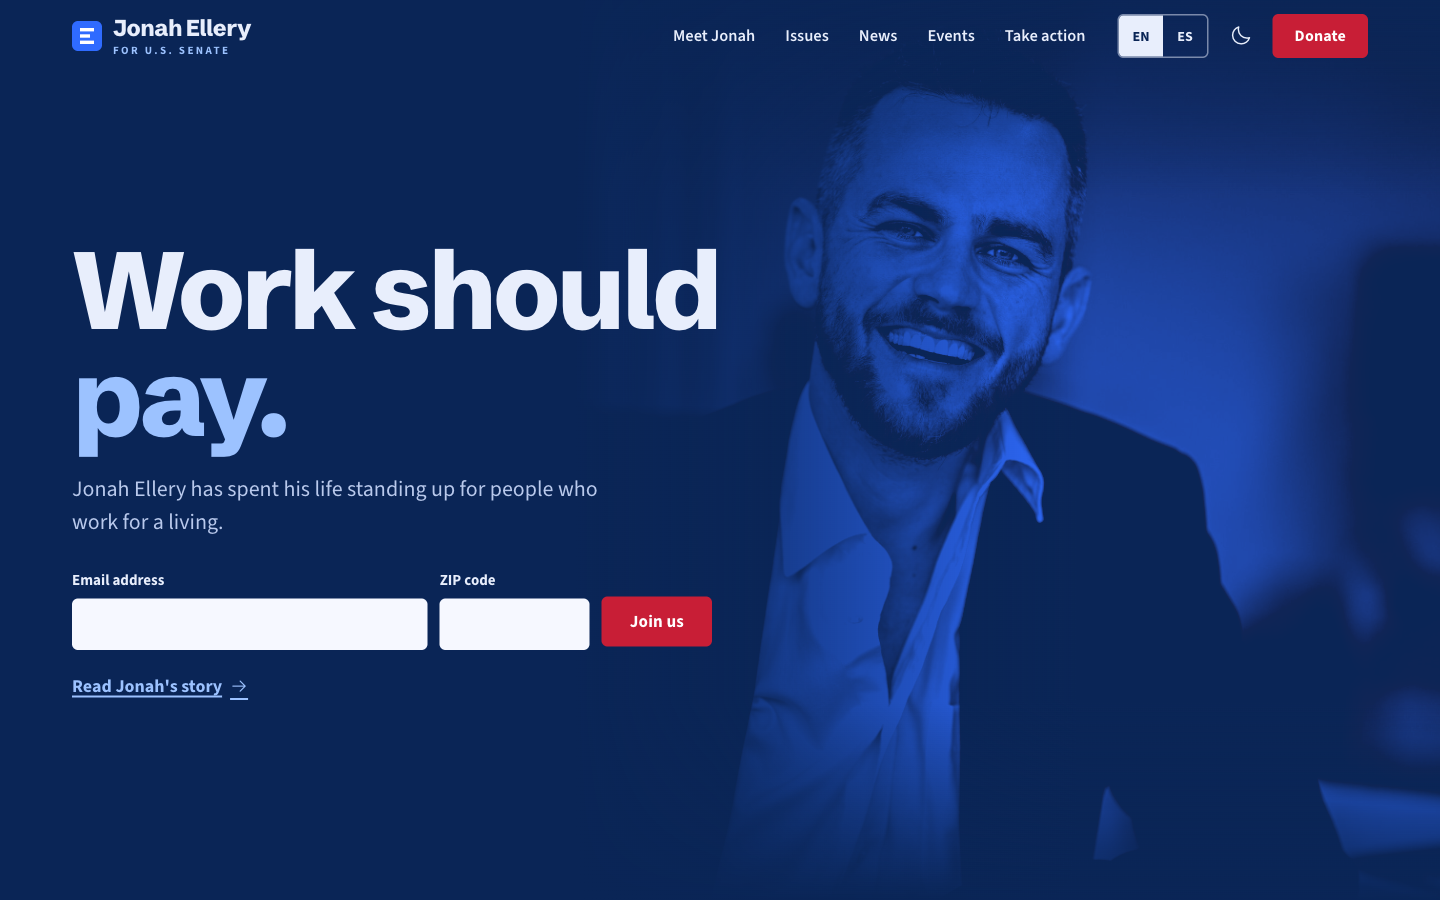 Jonah Ellery
FOR U.S. SENATE
Meet Jonah
Issues
News
Events
Take action
EN
ES
Donate
Work should
pay.
Jonah Ellery has spent his life standing up for people who
work for a living.
Email address
ZIP code
Join us
Read Jonah's story →